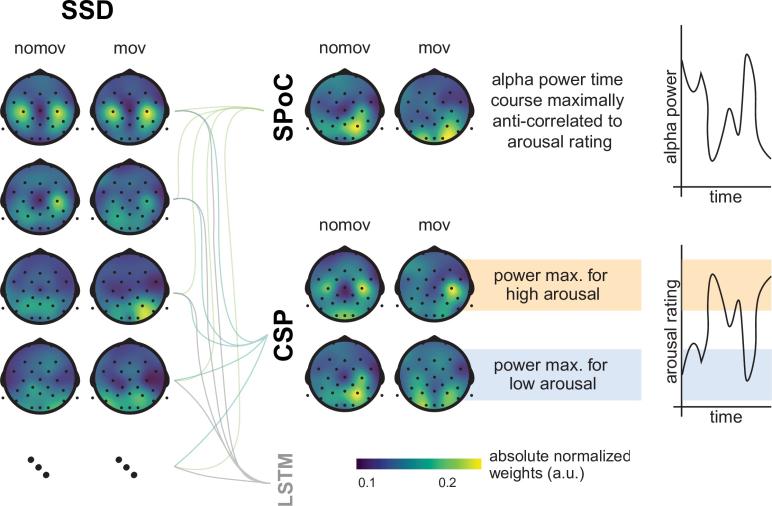 SSD
nomov
mov
SPoC
nomov
mov
alpha power time
course maximally
anti-correlated to
arousal rating
alpha power
time
CSP
nomov
mov
power max. for
high arousal
power max. for
low arousal
arousal rating
time
LSTM
0.1
0.2
absolute normalized
weights (a.u.)